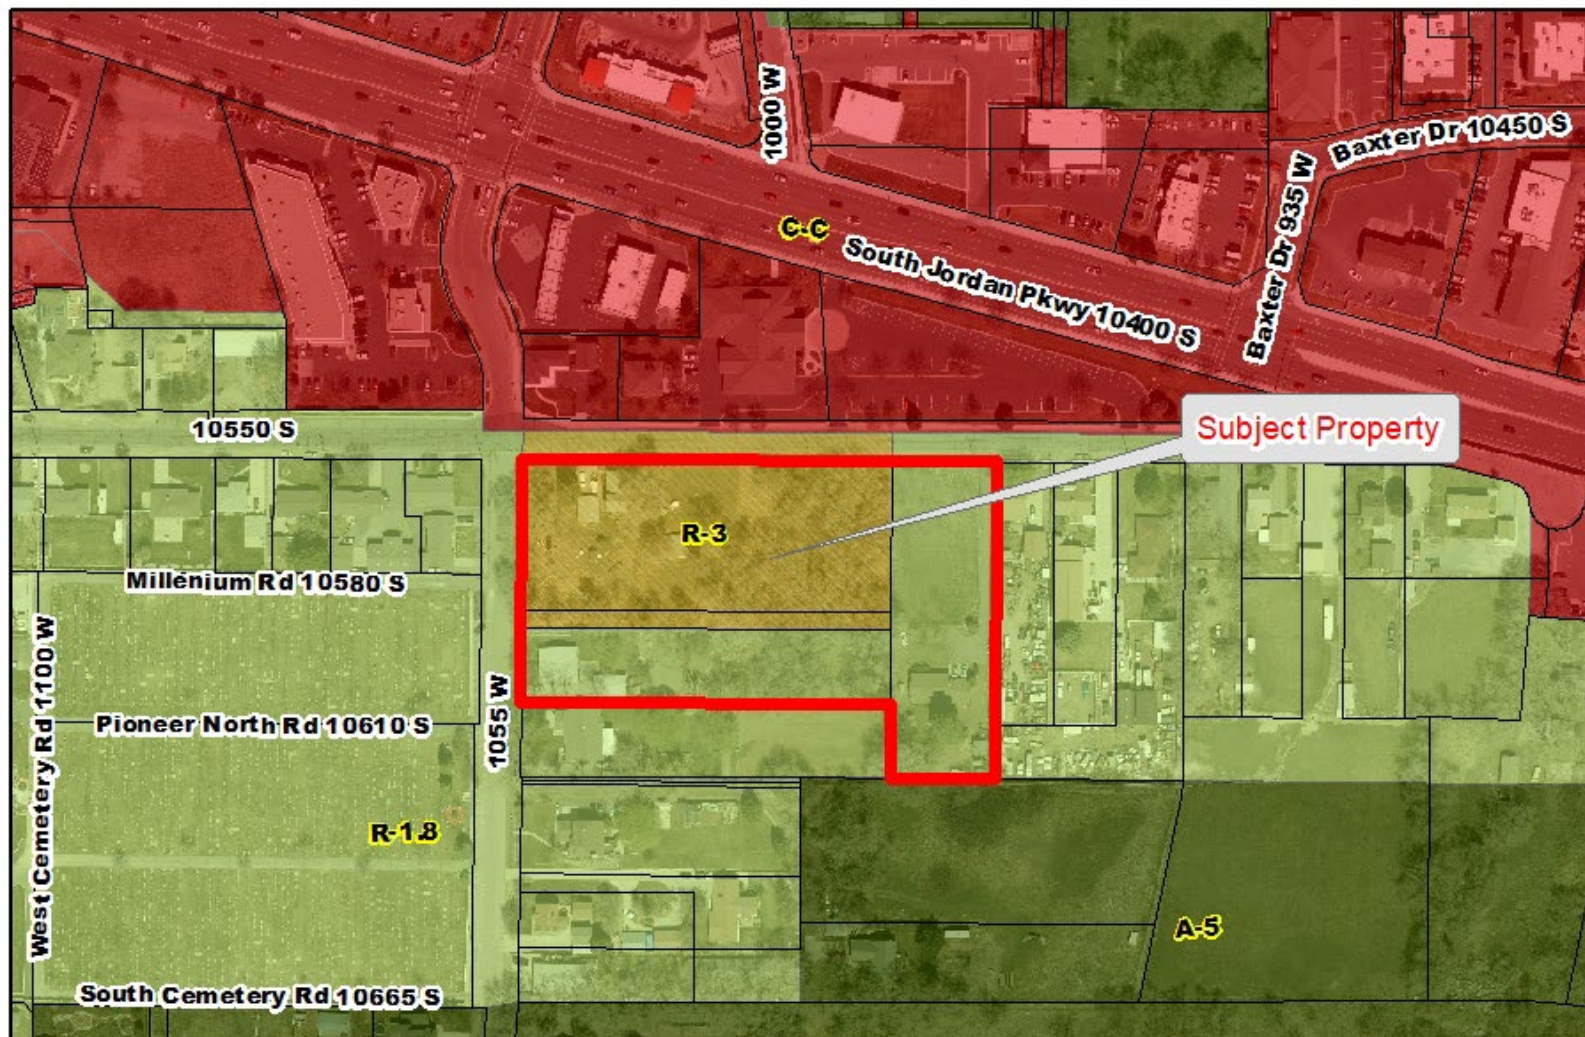 1000 W
Baxter Dr 10450 S
Baxter Dr 935 W
C-C
South Jordan Pkwy 10400 S
Subject Property
10550 S
R-3
Millenium Rd 10580 S
West Cemetery Rd 1100 W
1055 W
Pioneer North Rd 10610 S
R-1.8
A-5
South Cemetery Rd 10665 S